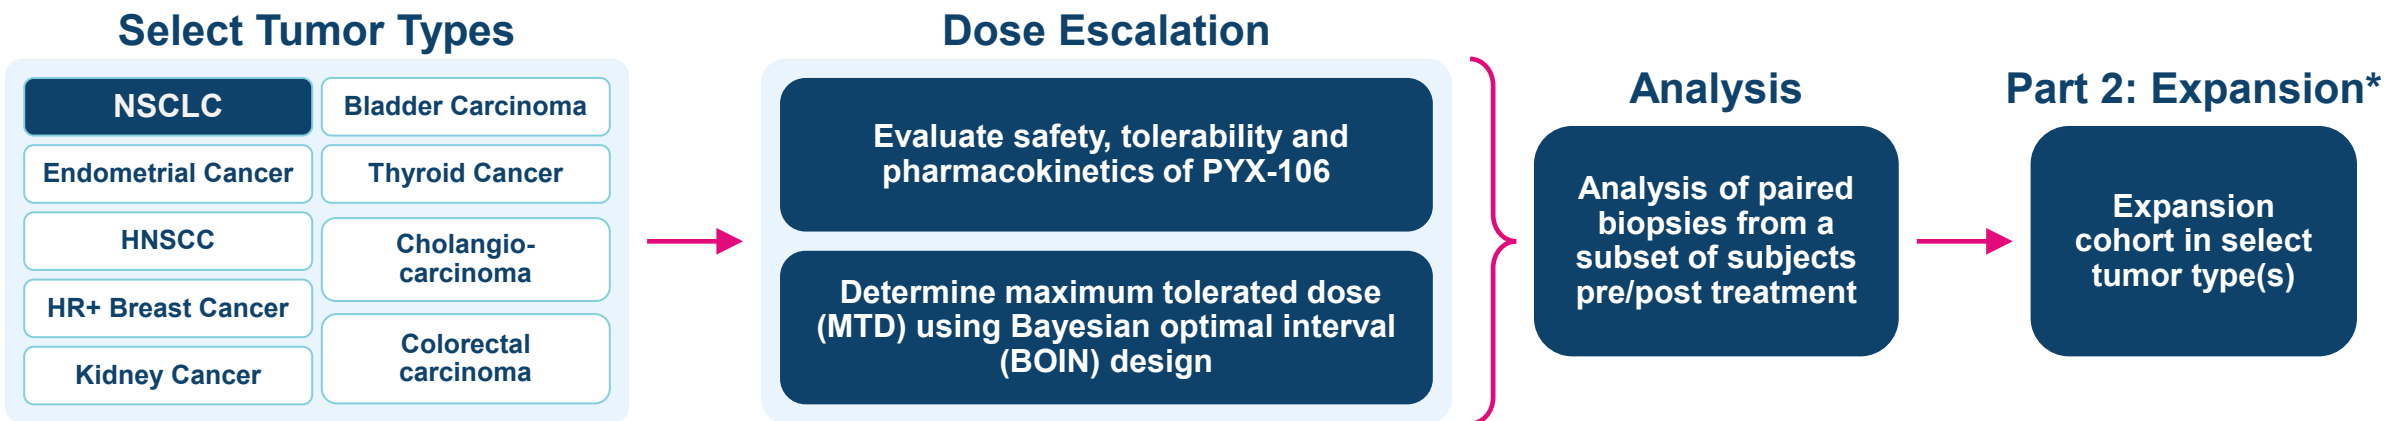 Select Tumor Types
NSCLC
Endometrial Cancer
HNSCC
HR+ Breast Cancer
Kidney Cancer
Bladder Carcinoma
Thyroid Cancer
Cholangio-
carcinoma
Colorectal
carcinoma
Dose Escalation
Evaluate safety, tolerability and
pharmacokinetics of PYX-106
Determine maximum tolerated dose
(MTD) using Bayesian optimal interval
(BOIN) design
Analysis
Analysis of paired
biopsies from a
subset of subjects
pre/post treatment
Part 2: Expansion*
Expansion
cohort in select
tumor type(s)